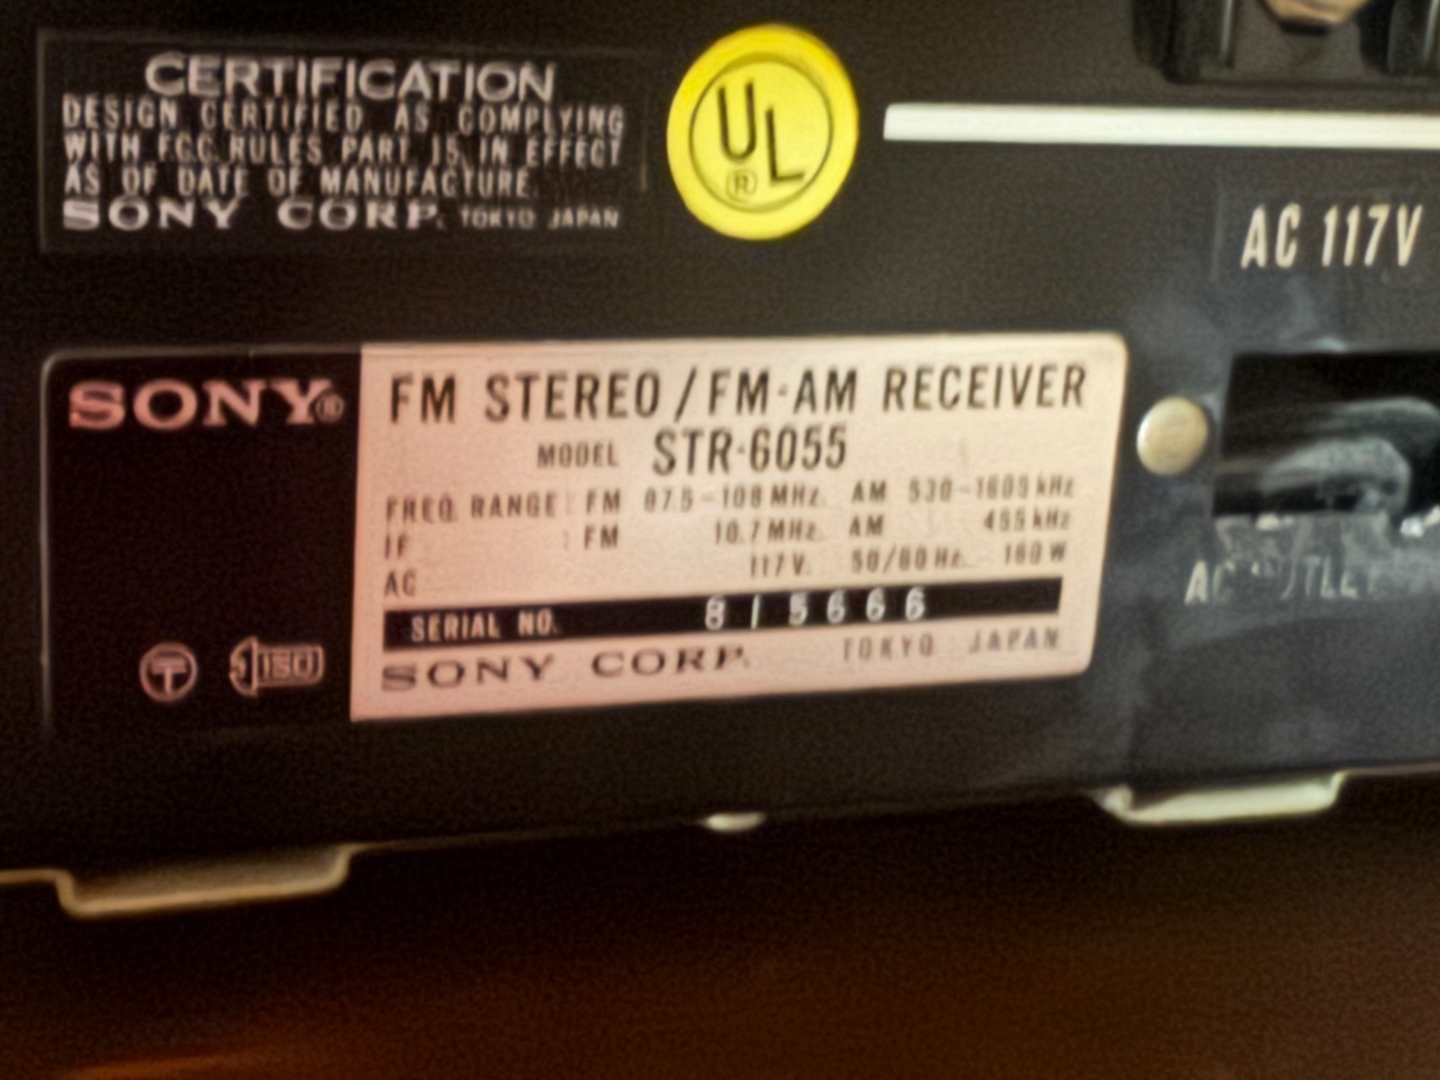 CERTIFICATION
DESIGN CERTIFIED AS COMPLYING
WITH F.C.C. RULES PART 15 IN EFFECT
AS OF DATE OF MANUFACTURE.
SONY CORP. TOKYO JAPAN
UL
®
AC 117V
SONY®
FM STEREO / FM-AM RECEIVER
MODEL STR-6055
FREQ. RANGE : FM 87.5-108 MHz. AM 530-1605 kHz
IF : FM 10.7 MHz. AM 455 kHz
AC 117 V. 50/60 Hz. 160 W
SERIAL NO. 815666
SONY CORP. TOKYO JAPAN
T ISO
AC OUTLET